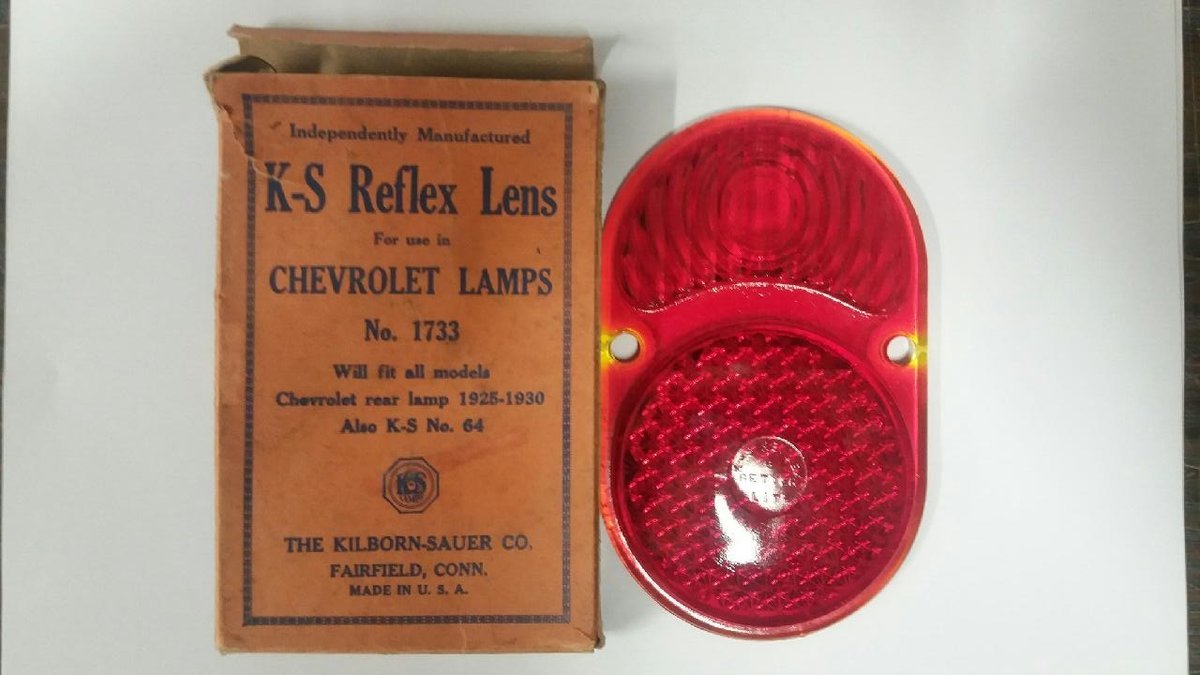 Independently Manufactured
K-S Reflex Lens
For use in
CHEVROLET LAMPS
No. 1733
Will fit all models
Chevrolet rear lamp 1925-1930
Also K-S No. 64
K-S
LAMPS
THE KILBORN-SAUER CO.
FAIRFIELD, CONN.
MADE IN U. S. A.